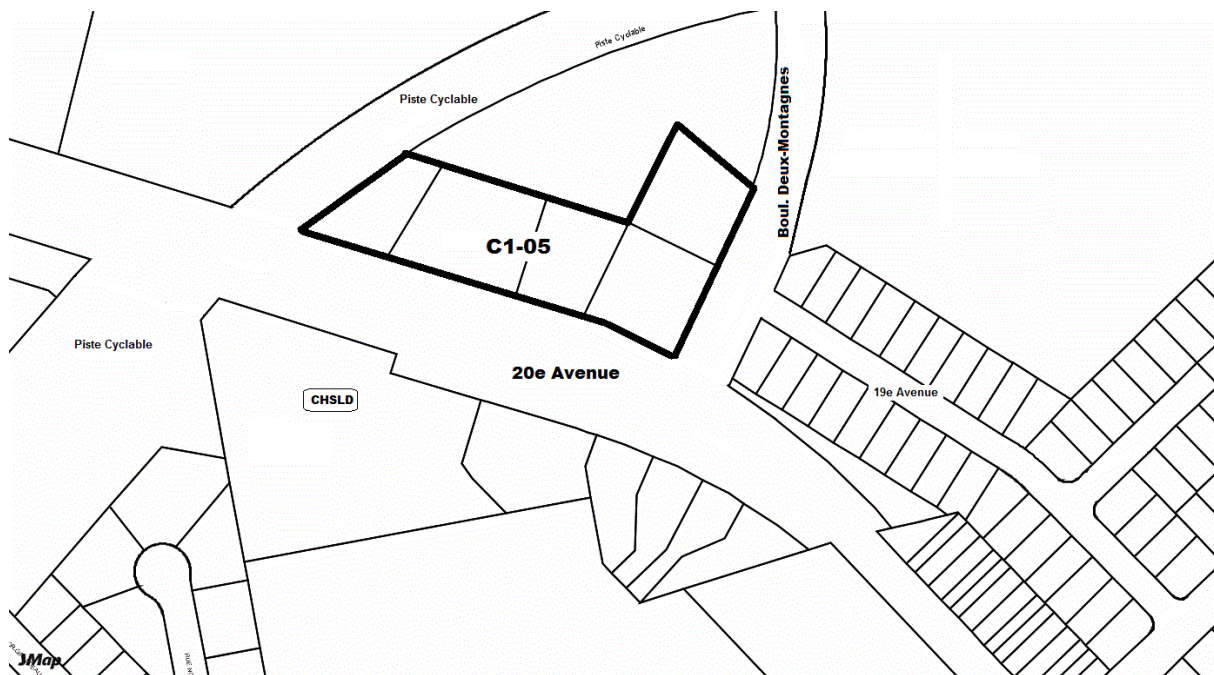 Piste Cyclable
Piste Cyclable
Boul. Deux-Montagnes
C1-05
Piste Cyclable
20e Avenue
19e Avenue
CHSLD
JMap